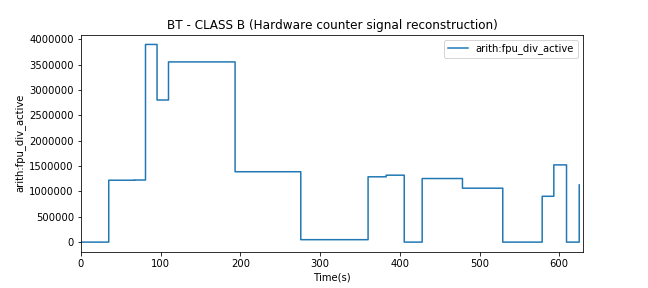 BT - CLASS B (Hardware counter signal reconstruction)
4000000
3500000
3000000
2500000
2000000
1500000
1000000
500000
0
arith:fpu_div_active
arith:fpu_div_active
0 100 200 300 400 500 600
Time(s)